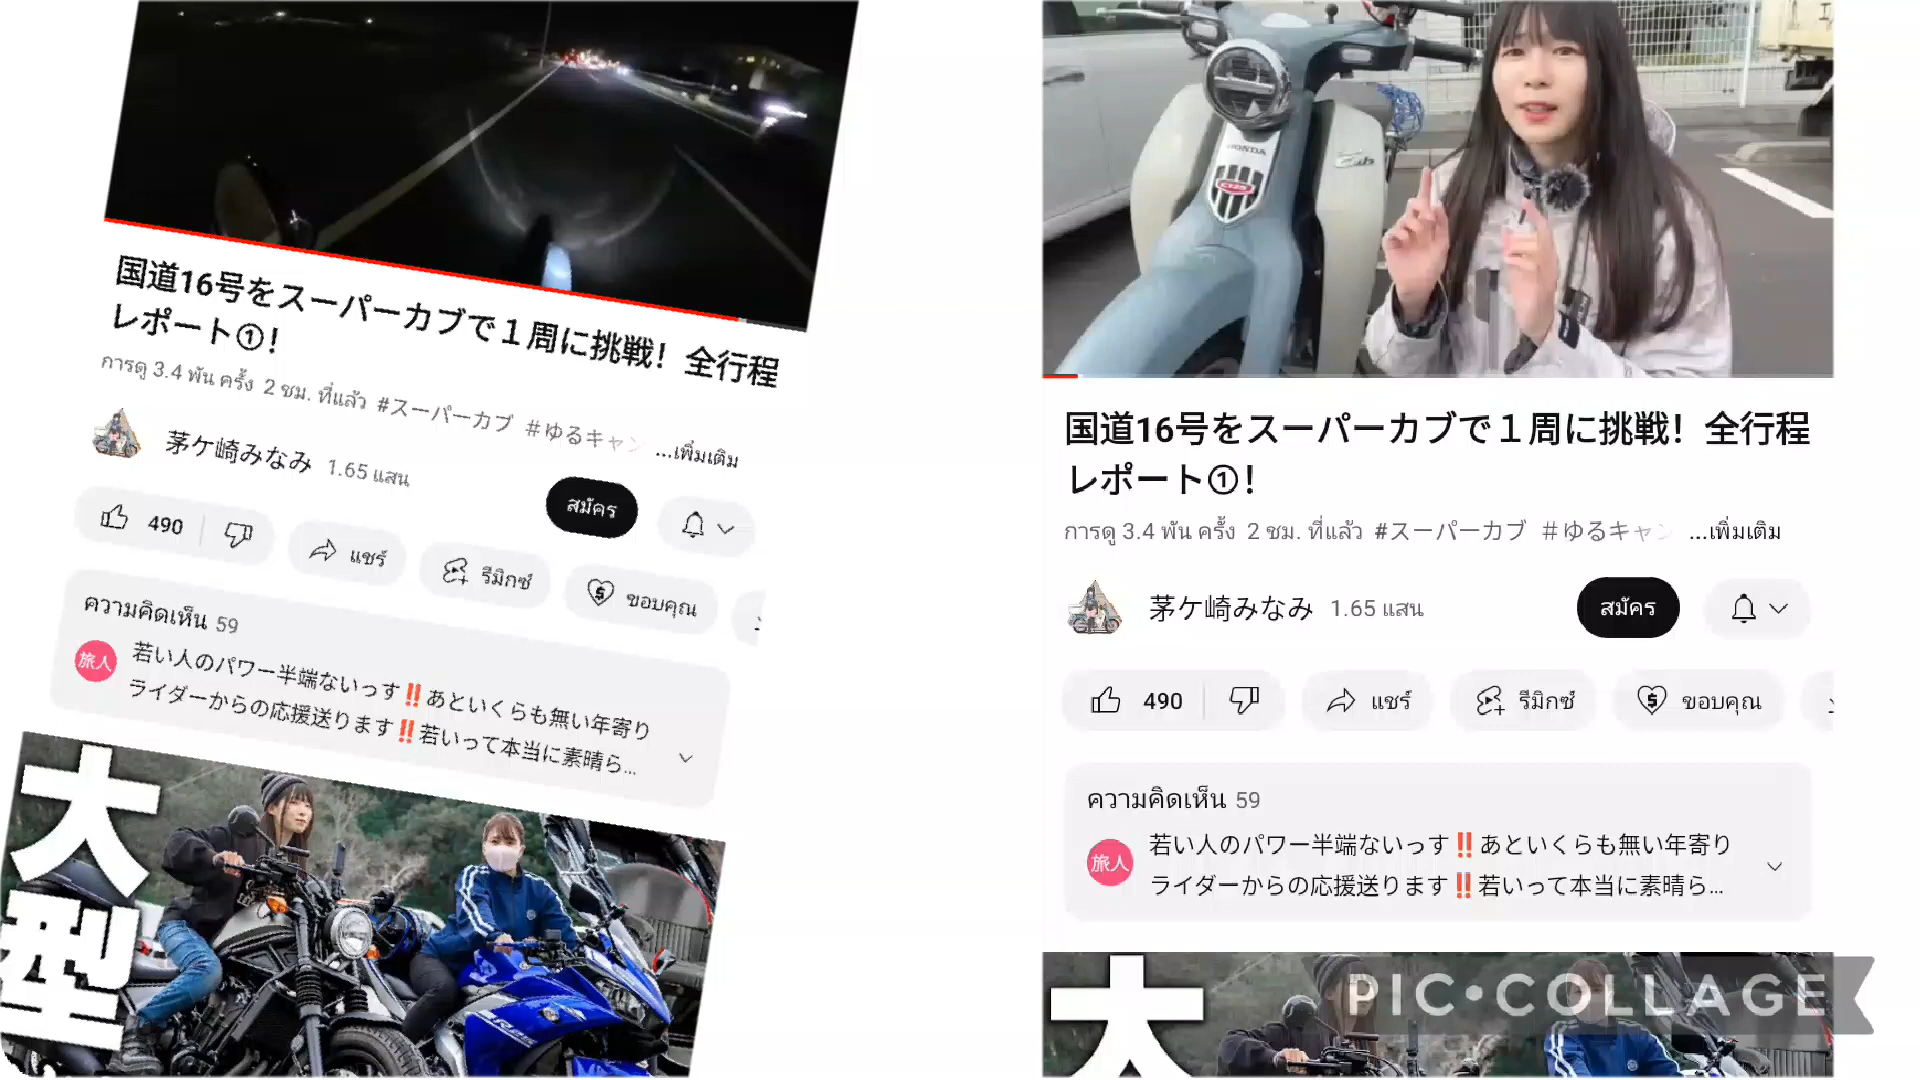 国道16号をスーパーカブで１周に挑戦！全行程
レポート①！
การดู 3.4 พัน ครั้ง 2 ชม. ที่แล้ว #スーパーカブ #ゆるキャン ...เพิ่มเติม
茅ケ崎みなみ 1.65 แสน
สมัคร
490
แชร์
รีมิกซ์
ขอบคุณ
ความคิดเห็น 59
旅人
若い人のパワー半端ないっす‼️あといくらも無い年寄り
ライダーからの応援送ります‼️若いって本当に素晴ら...
大型
HONDA
Cub
国道16号をスーパーカブで１周に挑戦！全行程
レポート①！
การดู 3.4 พัน ครั้ง 2 ชม. ที่แล้ว #スーパーカブ #ゆるキャン ...เพิ่มเติม
茅ケ崎みなみ 1.65 แสน
สมัคร
490
แชร์
รีมิกซ์
ขอบคุณ
ความคิดเห็น 59
旅人
若い人のパワー半端ないっす‼️あといくらも無い年寄り
ライダーからの応援送ります‼️若いって本当に素晴ら...
大
PIC•COLLAGE